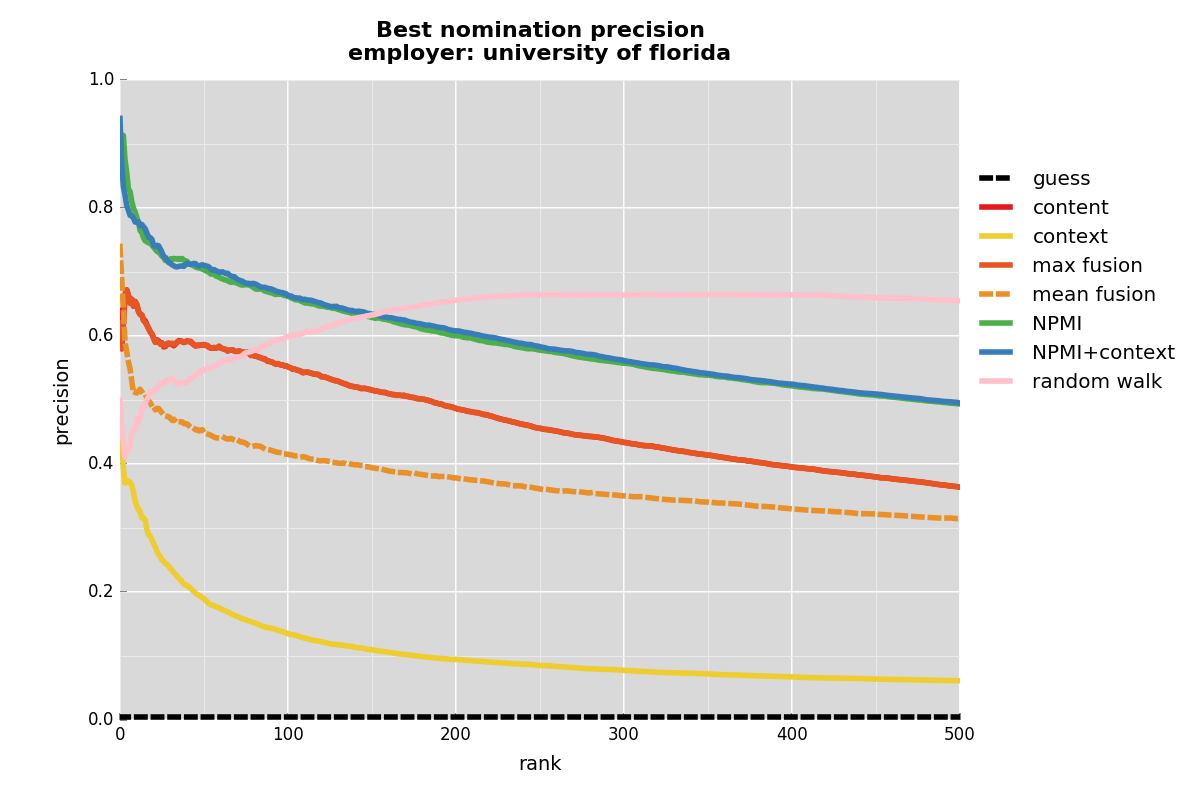 Best nomination precision
employer: university of florida
precision
1.0
0.8
0.6
0.4
0.2
0.0
0 100 200 300 400 500
rank
guess
content
context
max fusion
mean fusion
NPMI
NPMI+context
random walk